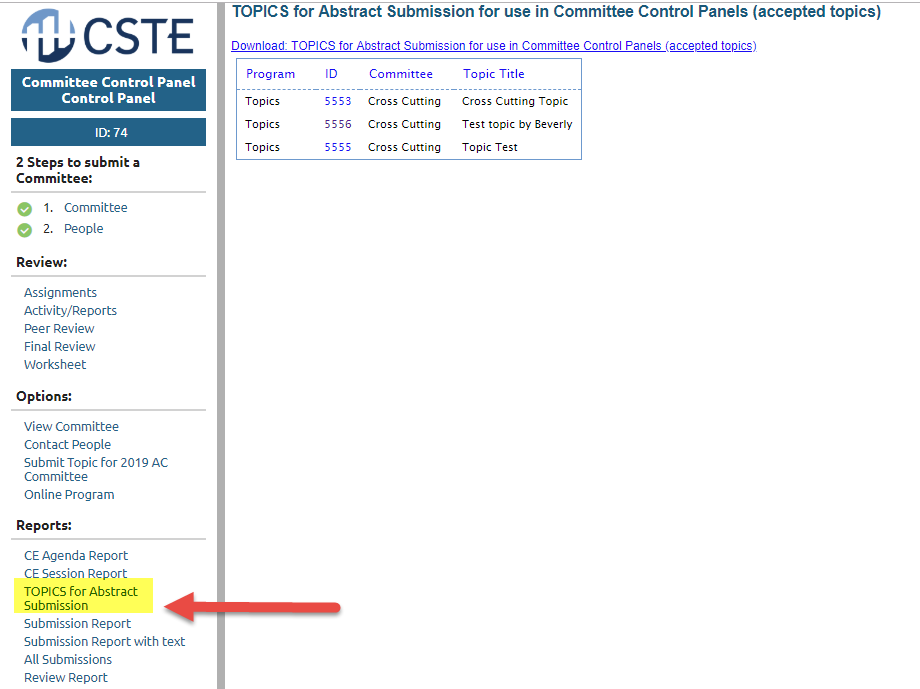 CSTE
Committee Control Panel
Control Panel
ID: 74
2 Steps to submit a
Committee:
1. Committee
2. People
Review:
Assignments
Activity/Reports
Peer Review
Final Review
Worksheet
Options:
View Committee
Contact People
Submit Topic for 2019 AC
Committee
Online Program
Reports:
CE Agenda Report
CE Session Report
TOPICS for Abstract
Submission
Submission Report
Submission Report with text
All Submissions
Review Report
TOPICS for Abstract Submission for use in Committee Control Panels (accepted topics)
Download: TOPICS for Abstract Submission for use in Committee Control Panels (accepted topics)
Program ID Committee Topic Title
Topics 5553 Cross Cutting Cross Cutting Topic
Topics 5556 Cross Cutting Test topic by Beverly
Topics 5555 Cross Cutting Topic Test